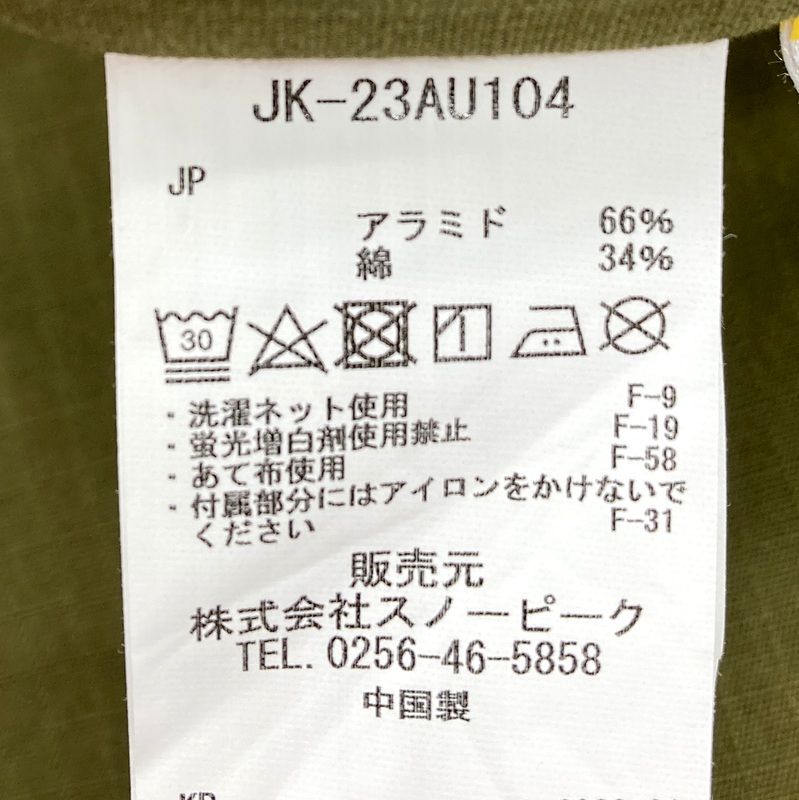 JK-23AU104
JP
アラミド 66%
綿 34%
30
・洗濯ネット使用 F-9
・蛍光増白剤使用禁止 F-19
・あて布使用 F-58
・付属部分にはアイロンをかけないで
ください F-31
販売元
株式会社スノーピーク
TEL. 0256-46-5858
中国製